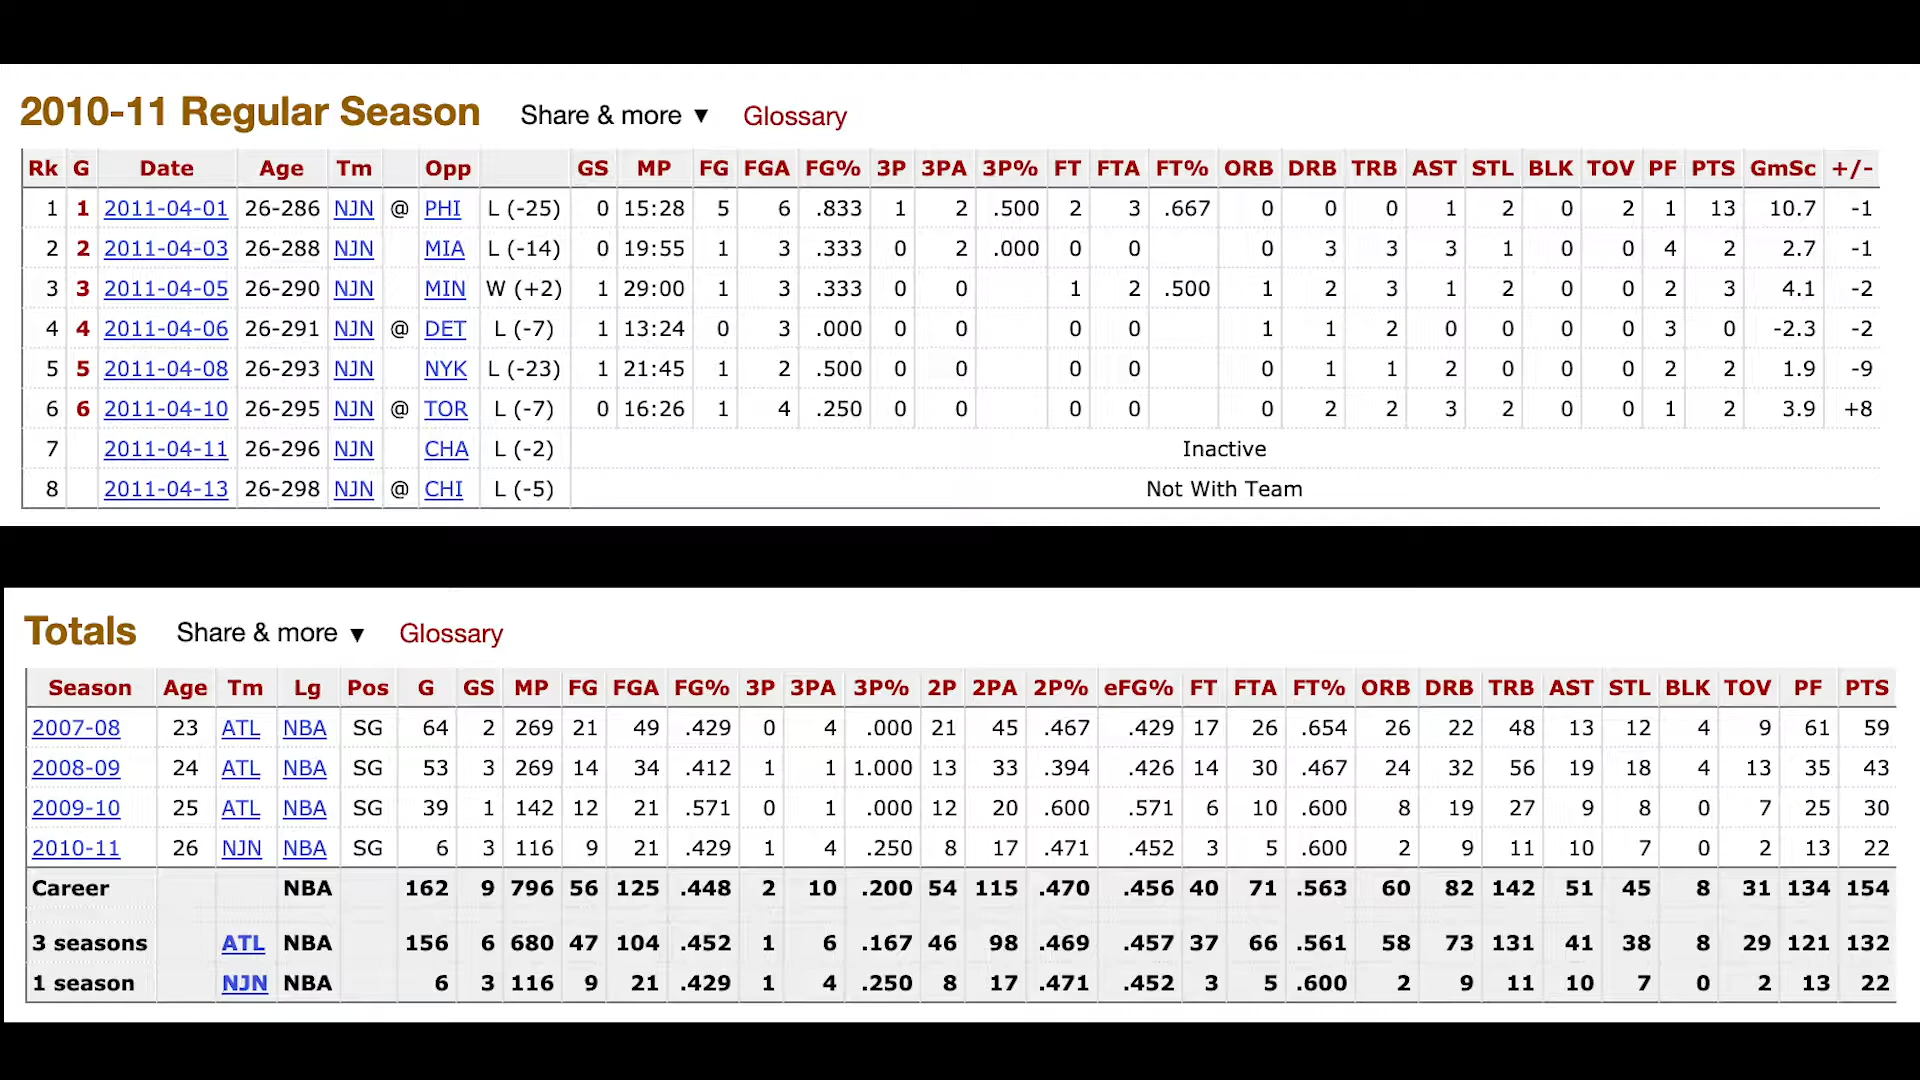 2010-11 Regular Season Share & more ▼ Glossary
Rk G Date Age Tm Opp GS MP FG FGA FG% 3P 3PA 3P% FT FTA FT% ORB DRB TRB AST STL BLK TOV PF PTS GmSc +/-
1 1 2011-04-01 26-286 NJN @ PHI L (-25) 0 15:28 5 6 .833 1 2 .500 2 3 .667 0 0 0 1 2 0 2 1 13 10.7 -1
2 2 2011-04-03 26-288 NJN MIA L (-14) 0 19:55 1 3 .333 0 2 .000 0 0 0 3 3 3 1 0 0 4 2 2.7 -1
3 3 2011-04-05 26-290 NJN MIN W (+2) 1 29:00 1 3 .333 0 0 1 2 .500 1 2 3 1 2 0 0 2 3 4.1 -2
4 4 2011-04-06 26-291 NJN @ DET L (-7) 1 13:24 0 3 .000 0 0 0 0 1 1 2 0 0 0 0 3 0 -2.3 -2
5 5 2011-04-08 26-293 NJN NYK L (-23) 1 21:45 1 2 .500 0 0 0 0 0 1 1 2 0 0 0 2 2 1.9 -9
6 6 2011-04-10 26-295 NJN @ TOR L (-7) 0 16:26 1 4 .250 0 0 0 0 0 2 2 3 2 0 0 1 2 3.9 +8
7 2011-04-11 26-296 NJN CHA L (-2) Inactive
8 2011-04-13 26-298 NJN @ CHI L (-5) Not With Team
Totals Share & more ▼ Glossary
Season Age Tm Lg Pos G GS MP FG FGA FG% 3P 3PA 3P% 2P 2PA 2P% eFG% FT FTA FT% ORB DRB TRB AST STL BLK TOV PF PTS
2007-08 23 ATL NBA SG 64 2 269 21 49 .429 0 4 .000 21 45 .467 .429 17 26 .654 26 22 48 13 12 4 9 61 59
2008-09 24 ATL NBA SG 53 3 269 14 34 .412 1 1 1.000 13 33 .394 .426 14 30 .467 24 32 56 19 18 4 13 35 43
2009-10 25 ATL NBA SG 39 1 142 12 21 .571 0 1 .000 12 20 .600 .571 6 10 .600 8 19 27 9 8 0 7 25 30
2010-11 26 NJN NBA SG 6 3 116 9 21 .429 1 4 .250 8 17 .471 .452 3 5 .600 2 9 11 10 7 0 2 13 22
Career NBA 162 9 796 56 125 .448 2 10 .200 54 115 .470 .456 40 71 .563 60 82 142 51 45 8 31 134 154
3 seasons ATL NBA 156 6 680 47 104 .452 1 6 .167 46 98 .469 .457 37 66 .561 58 73 131 41 38 8 29 121 132
1 season NJN NBA 6 3 116 9 21 .429 1 4 .250 8 17 .471 .452 3 5 .600 2 9 11 10 7 0 2 13 22